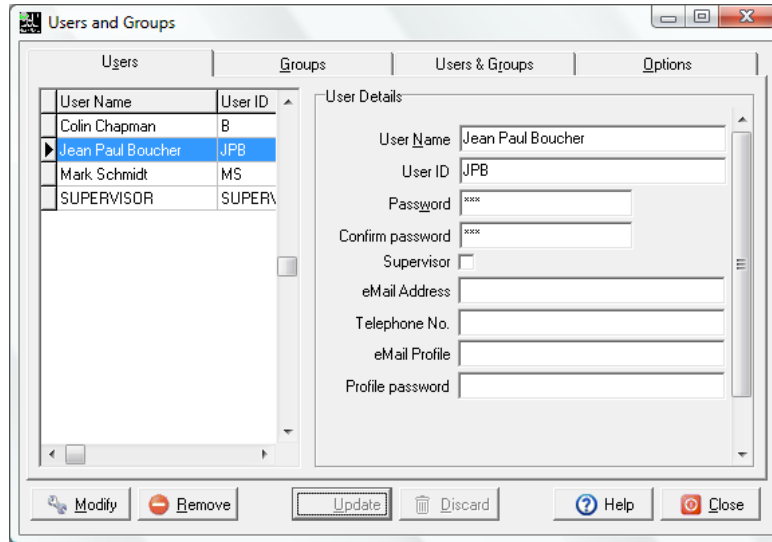 Users and Groups
Users Groups Users & Groups Options
User Name User ID
Colin Chapman B
Jean Paul Boucher JPB
Mark Schmidt MS
SUPERVISOR SUPERV
User Details
User Name Jean Paul Boucher
User ID JPB
Password ***
Confirm password ***
Supervisor
eMail Address
Telephone No.
eMail Profile
Profile password
Modify Remove Update Discard Help Close